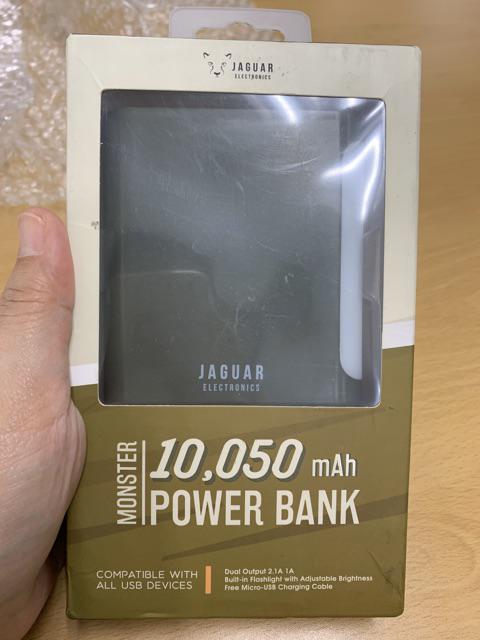 JAGUAR
ELECTRONICS
JAGUAR
ELECTRONICS
MONSTER
10,050 mAh
POWER BANK
COMPATIBLE WITH
ALL USB DEVICES
Dual Output 2.1A 1A
Built-in Flashlight with Adjustable Brightness
Free Micro-USB Charging Cable